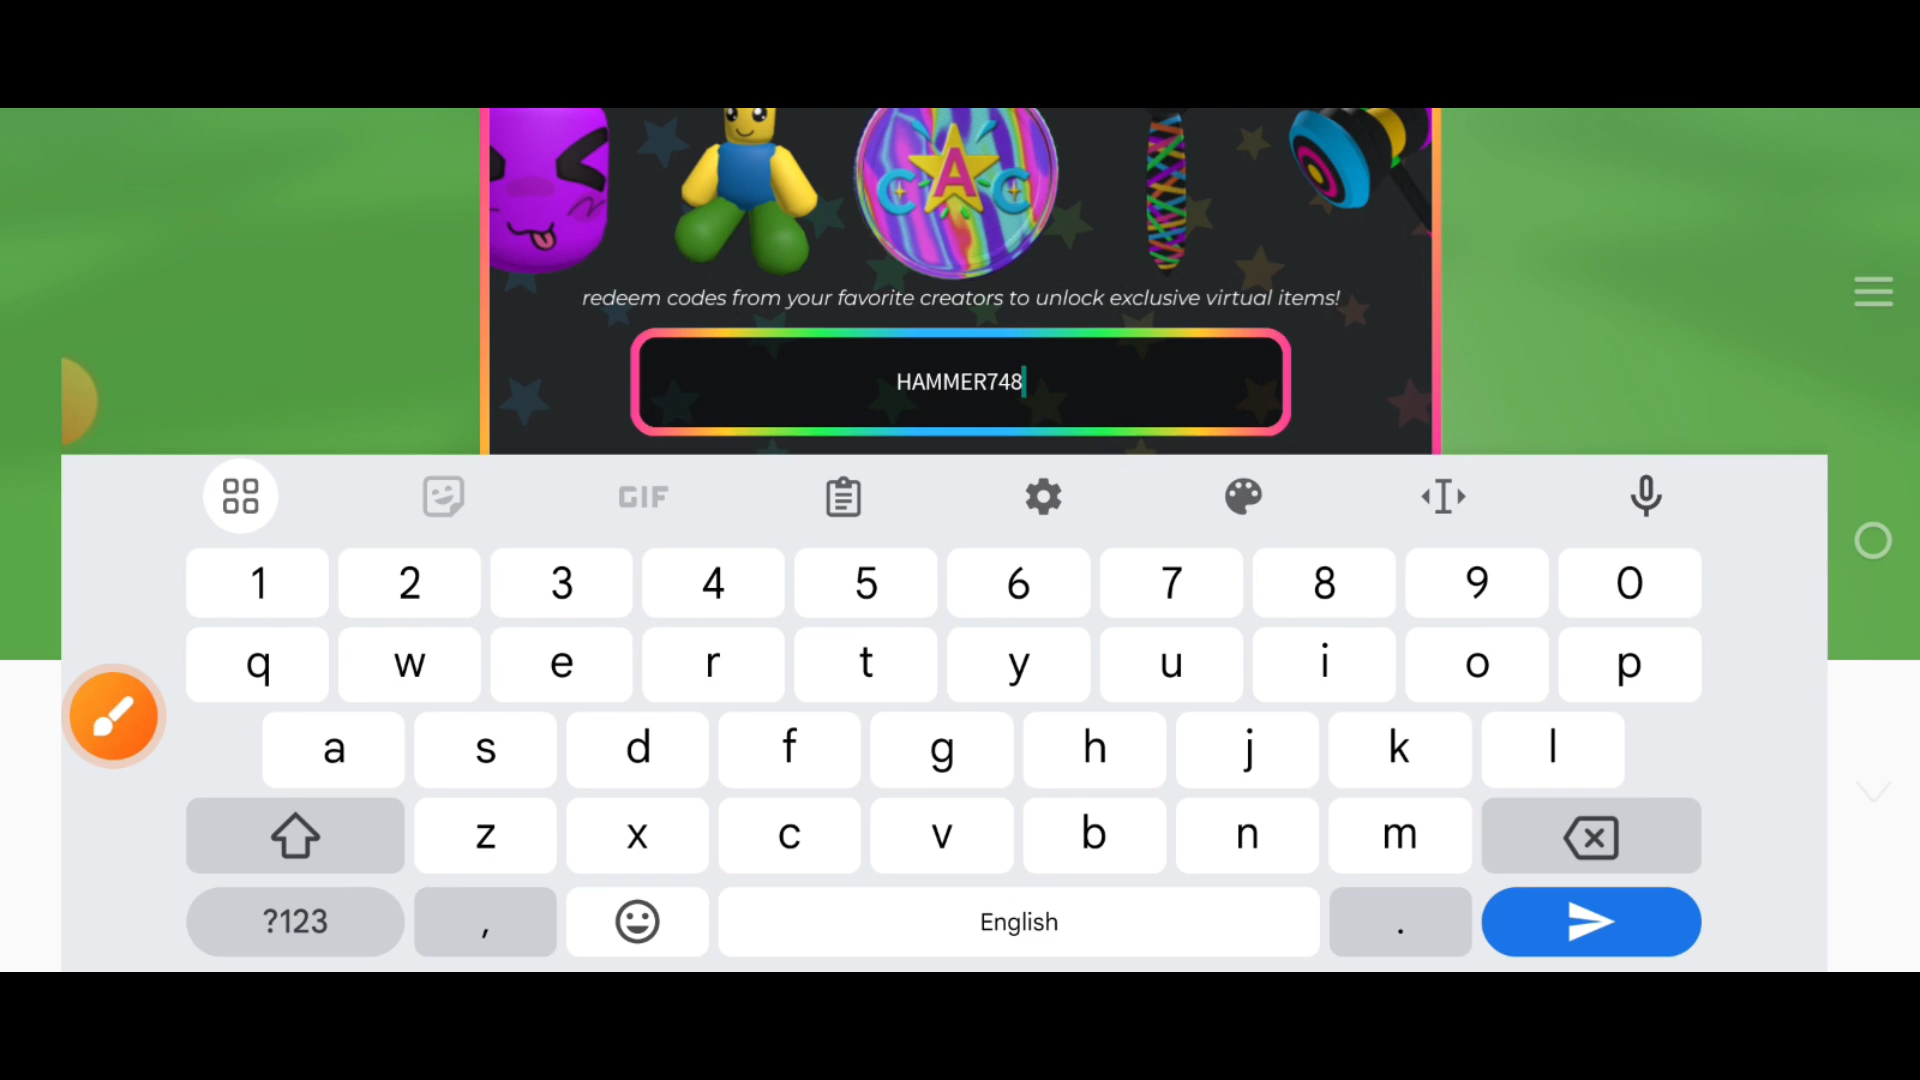 CAC
redeem codes from your favorite creators to unlock exclusive virtual items!
HAMMER748
GIF
1 2 3 4 5 6 7 8 9 0
q w e r t y u i o p
a s d f g h j k l
z x c v b n m
?123 , English .